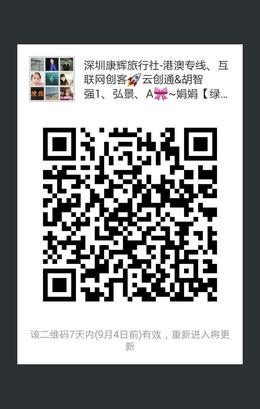 深圳康辉旅行社-港澳专线、互
联网创客🚀云创通&胡智
强1、弘景、A🎀~娟娟【绿...
该二维码7天内(9月4日前)有效，重新进入将更
新